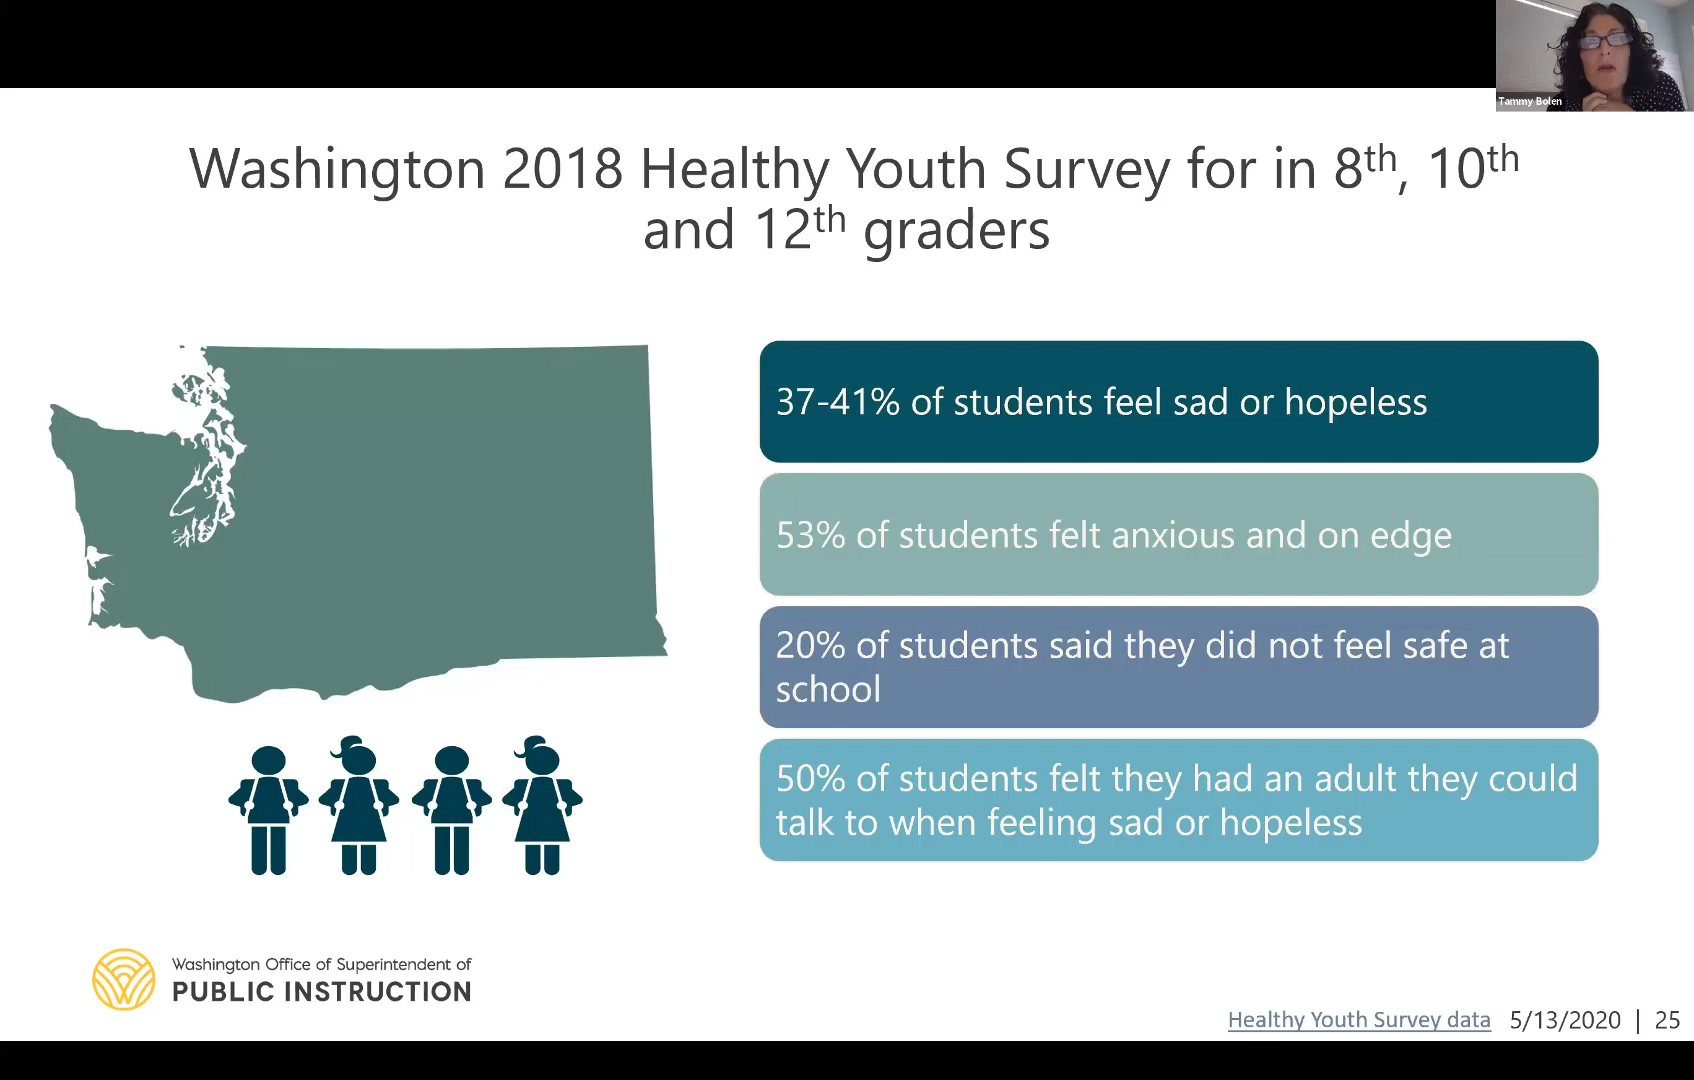 Tammy Bolen
Washington 2018 Healthy Youth Survey for in 8th, 10th
and 12th graders
37-41% of students feel sad or hopeless
53% of students felt anxious and on edge
20% of students said they did not feel safe at
school
50% of students felt they had an adult they could
talk to when feeling sad or hopeless
Washington Office of Superintendent of
PUBLIC INSTRUCTION
Healthy Youth Survey data 5/13/2020 | 25